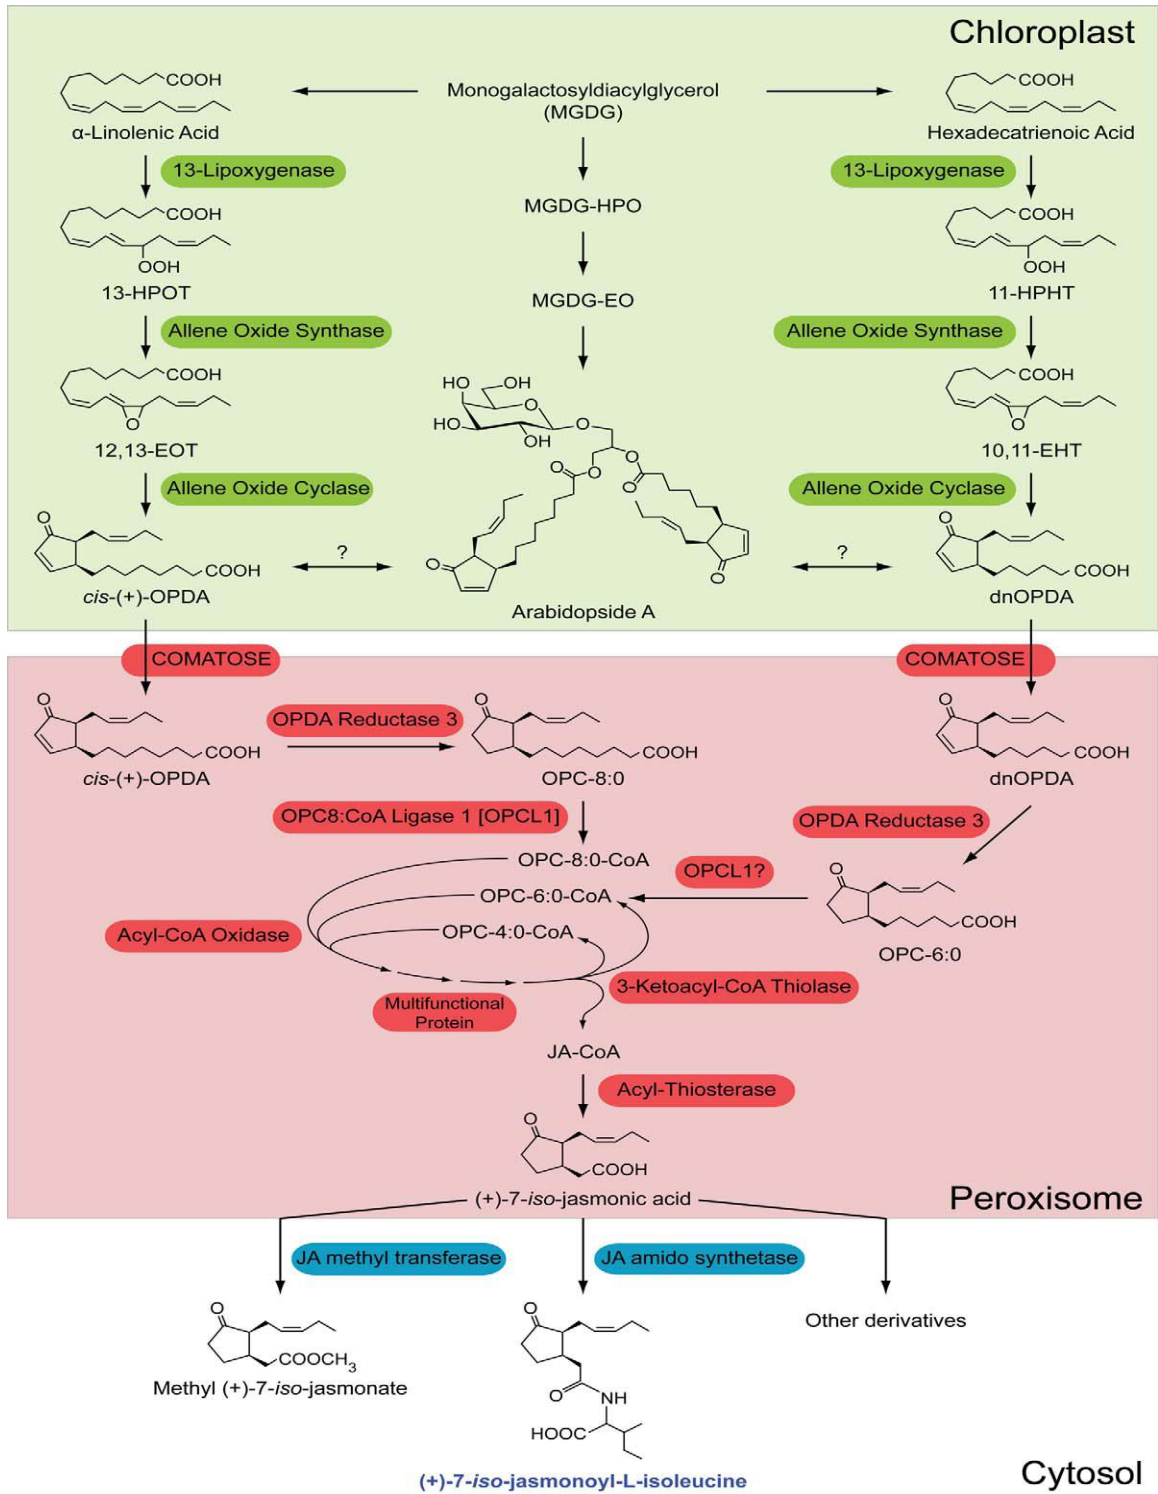 Chloroplast
COOH
α-Linolenic Acid
Monogalactosyldiacylglycerol
(MGDG)
COOH
Hexadecatrienoic Acid
13-Lipoxygenase
13-Lipoxygenase
COOH
OOH
13-HPOT
MGDG-HPO
COOH
OOH
11-HPHT
MGDG-EO
Allene Oxide Synthase
Allene Oxide Synthase
COOH
O
12,13-EOT
HO
OH
O
HO
OH
O
O
O
O
O
O
O
COOH
O
10,11-EHT
Allene Oxide Cyclase
Allene Oxide Cyclase
O
COOH
cis-(+)-OPDA
?
Arabidopside A
?
O
COOH
dnOPDA
COMATOSE
COMATOSE
O
COOH
cis-(+)-OPDA
OPDA Reductase 3
O
COOH
OPC-8:0
O
COOH
dnOPDA
OPC8:CoA Ligase 1 [OPCL1]
OPDA Reductase 3
OPC-8:0-CoA
OPCL1?
OPC-6:0-CoA
O
COOH
OPC-6:0
Acyl-CoA Oxidase
OPC-4:0-CoA
3-Ketoacyl-CoA Thiolase
Multifunctional
Protein
JA-CoA
Acyl-Thiosterase
O
COOH
(+)-7-iso-jasmonic acid
Peroxisome
JA methyl transferase
JA amido synthetase
O
COOCH3
Methyl (+)-7-iso-jasmonate
O
O
NH
HOOC
(+)-7-iso-jasmonoyl-L-isoleucine
Other derivatives
Cytosol